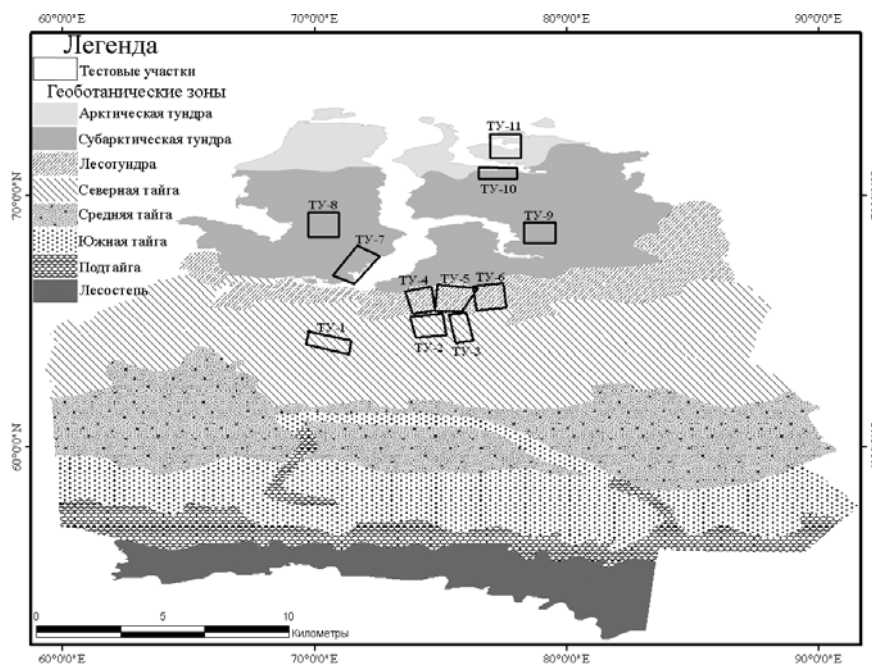 60°0'0"E 70°0'0"E 80°0'0"E 90°0'0"E
Легенда
Тестовые участки
Геоботанические зоны
Арктическая тундра
Субарктическая тундра
Лесотундра
Северная тайга
Средняя тайга
Южная тайга
Подтайга
Лесостепь
ТУ-11
ТУ-10
ТУ-8
ТУ-9
ТУ-7
ТУ-4
ТУ-5
ТУ-6
ТУ-1
ТУ-2
ТУ-3
70°0'0"N
60°0'0"N
0 5 10
Километры
60°0'0"E 70°0'0"E 80°0'0"E 90°0'0"E